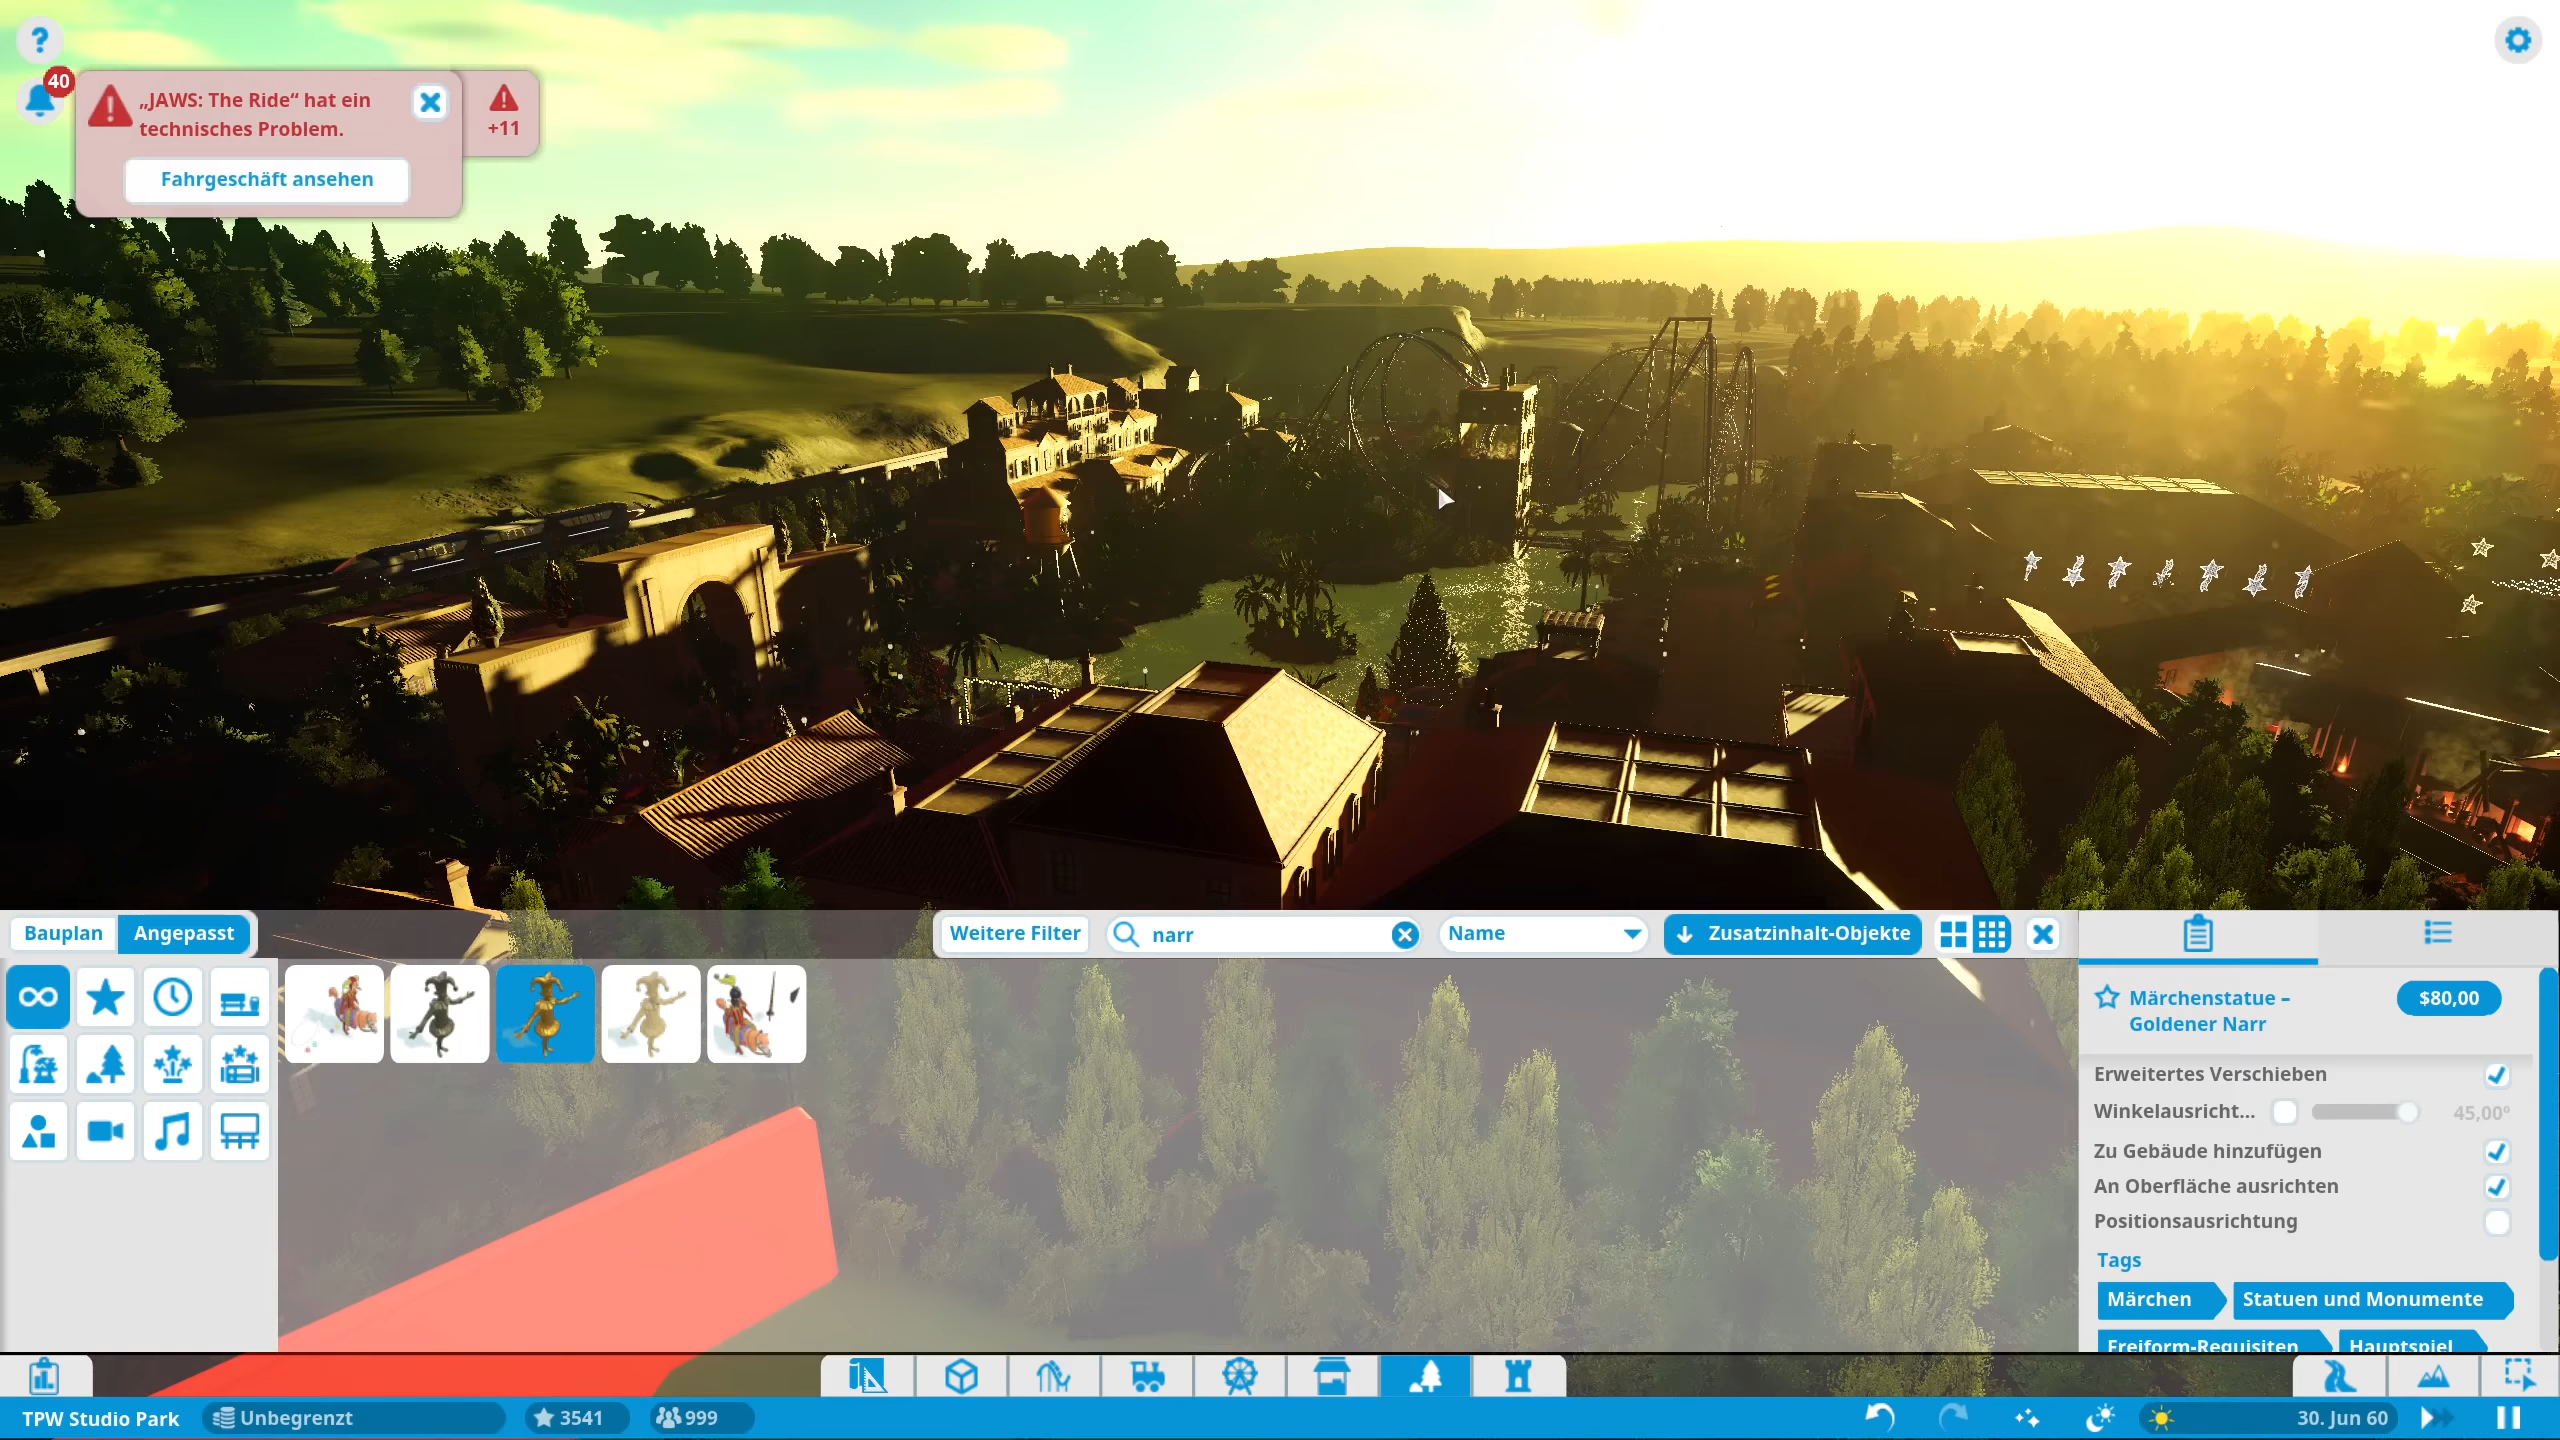 ?
40
„JAWS: The Ride“ hat ein
technisches Problem.
Fahrgeschäft ansehen
+11
Bauplan
Angepasst
Weitere Filter
narr
Name
Zusatzinhalt-Objekte
Märchenstatue –
Goldener Narr
$80,00
Erweitertes Verschieben
Winkelausricht...
45,00°
Zu Gebäude hinzufügen
An Oberfläche ausrichten
Positionsausrichtung
Tags
Märchen
Statuen und Monumente
Freiform-Requisiten
Hauptspiel
TPW Studio Park
Unbegrenzt
3541
999
30. Jun 60